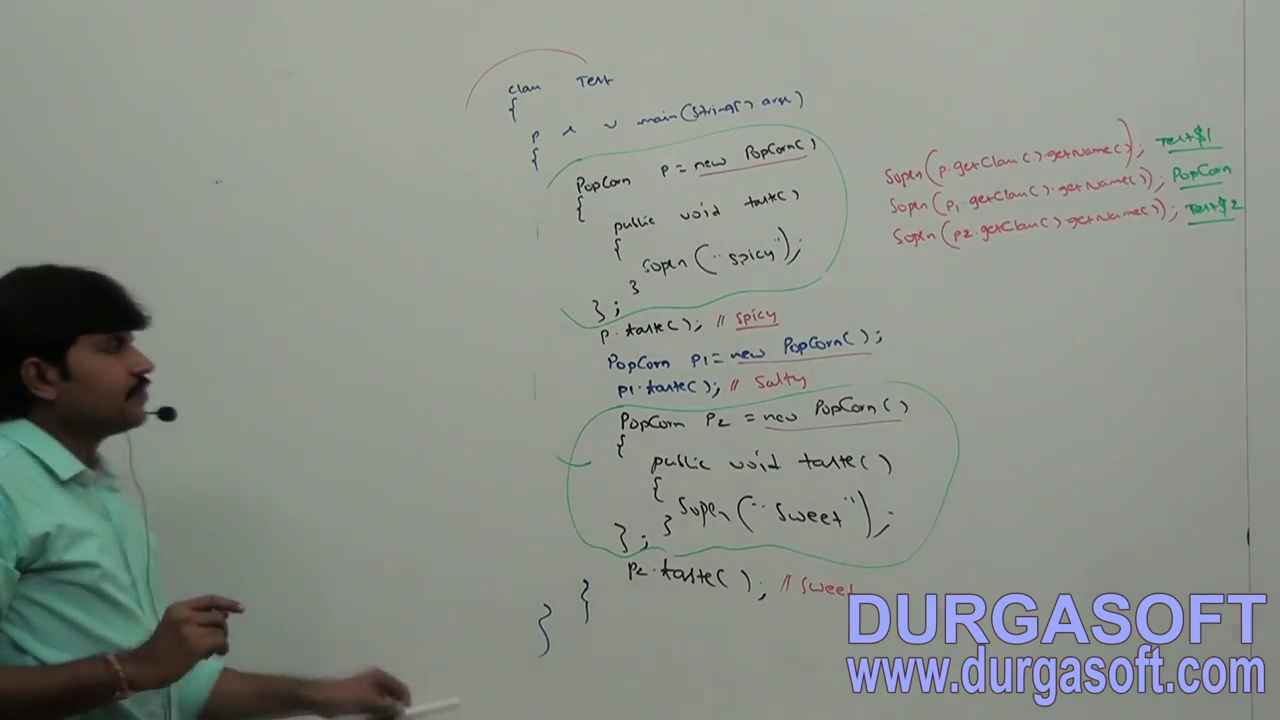 class Test
{
p s v main(String[] args)
{
PopCorn p = new PopCorn()
{
public void taste()
{
Sopln("spicy");
}
};
p.taste(); // spicy
PopCorn p1 = new PopCorn();
p1.taste(); // Salty
PopCorn p2 = new PopCorn()
{
public void taste()
{
Sopln("Sweet");
}
};
p2.taste(); // Sweet
}
}
Sopln(p.getClass().getName()); Test$1
Sopln(p1.getClass().getName()); PopCorn
Sopln(p2.getClass().getName()); Test$2
DURGASOFT
www.durgasoft.com